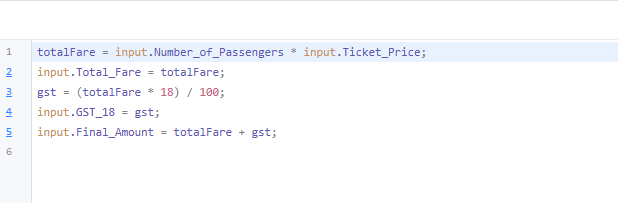 1 totalFare = input.Number_of_Passengers * input.Ticket_Price;
2 input.Total_Fare = totalFare;
3 gst = (totalFare * 18) / 100;
4 input.GST_18 = gst;
5 input.Final_Amount = totalFare + gst;
6